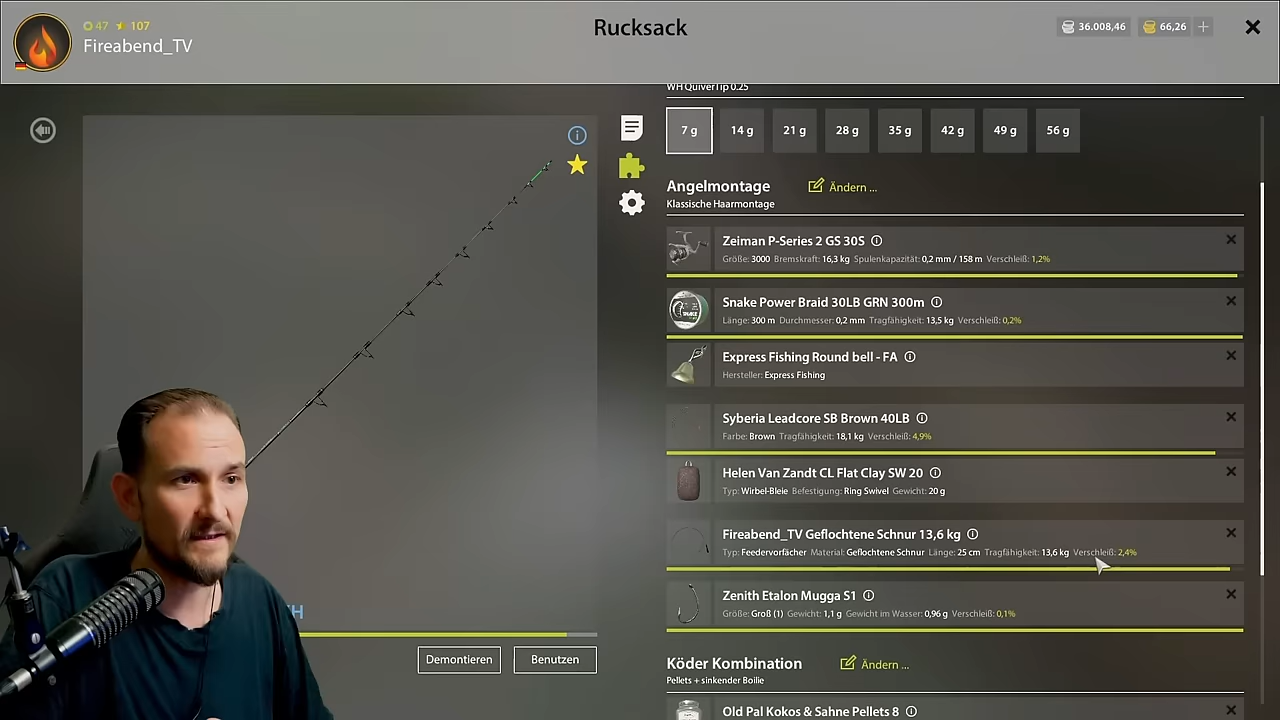 47 107
Fireabend_TV
Rucksack
36.008,46
66,26
WH QuiverTip 0.25
7 g
14 g
21 g
28 g
35 g
42 g
49 g
56 g
Angelmontage
Ändern ...
Klassische Haarmontage
Zeiman P-Series 2 GS 30S
Größe: 3000 Bremskraft: 16,3 kg Spulenkapazität: 0,2 mm / 158 m Verschleiß: 1,2%
Snake Power Braid 30LB GRN 300m
Länge: 300 m Durchmesser: 0,2 mm Tragfähigkeit: 13,5 kg Verschleiß: 0,2%
Express Fishing Round bell - FA
Hersteller: Express Fishing
Syberia Leadcore SB Brown 40LB
Farbe: Brown Tragfähigkeit: 18,1 kg Verschleiß: 4,9%
Helen Van Zandt CL Flat Clay SW 20
Typ: Wirbel-Bleie Befestigung: Ring Swivel Gewicht: 20 g
Fireabend_TV Geflochtene Schnur 13,6 kg
Typ: Feedervorfächer Material: Geflochtene Schnur Länge: 25 cm Tragfähigkeit: 13,6 kg Verschleiß: 2,4%
Zenith Etalon Mugga S1
Größe: Groß (1) Gewicht: 1,1 g Gewicht im Wasser: 0,96 g Verschleiß: 0,1%
H
Demontieren
Benutzen
Köder Kombination
Ändern ...
Pellets + sinkender Boilie
Old Pal Kokos & Sahne Pellets 8